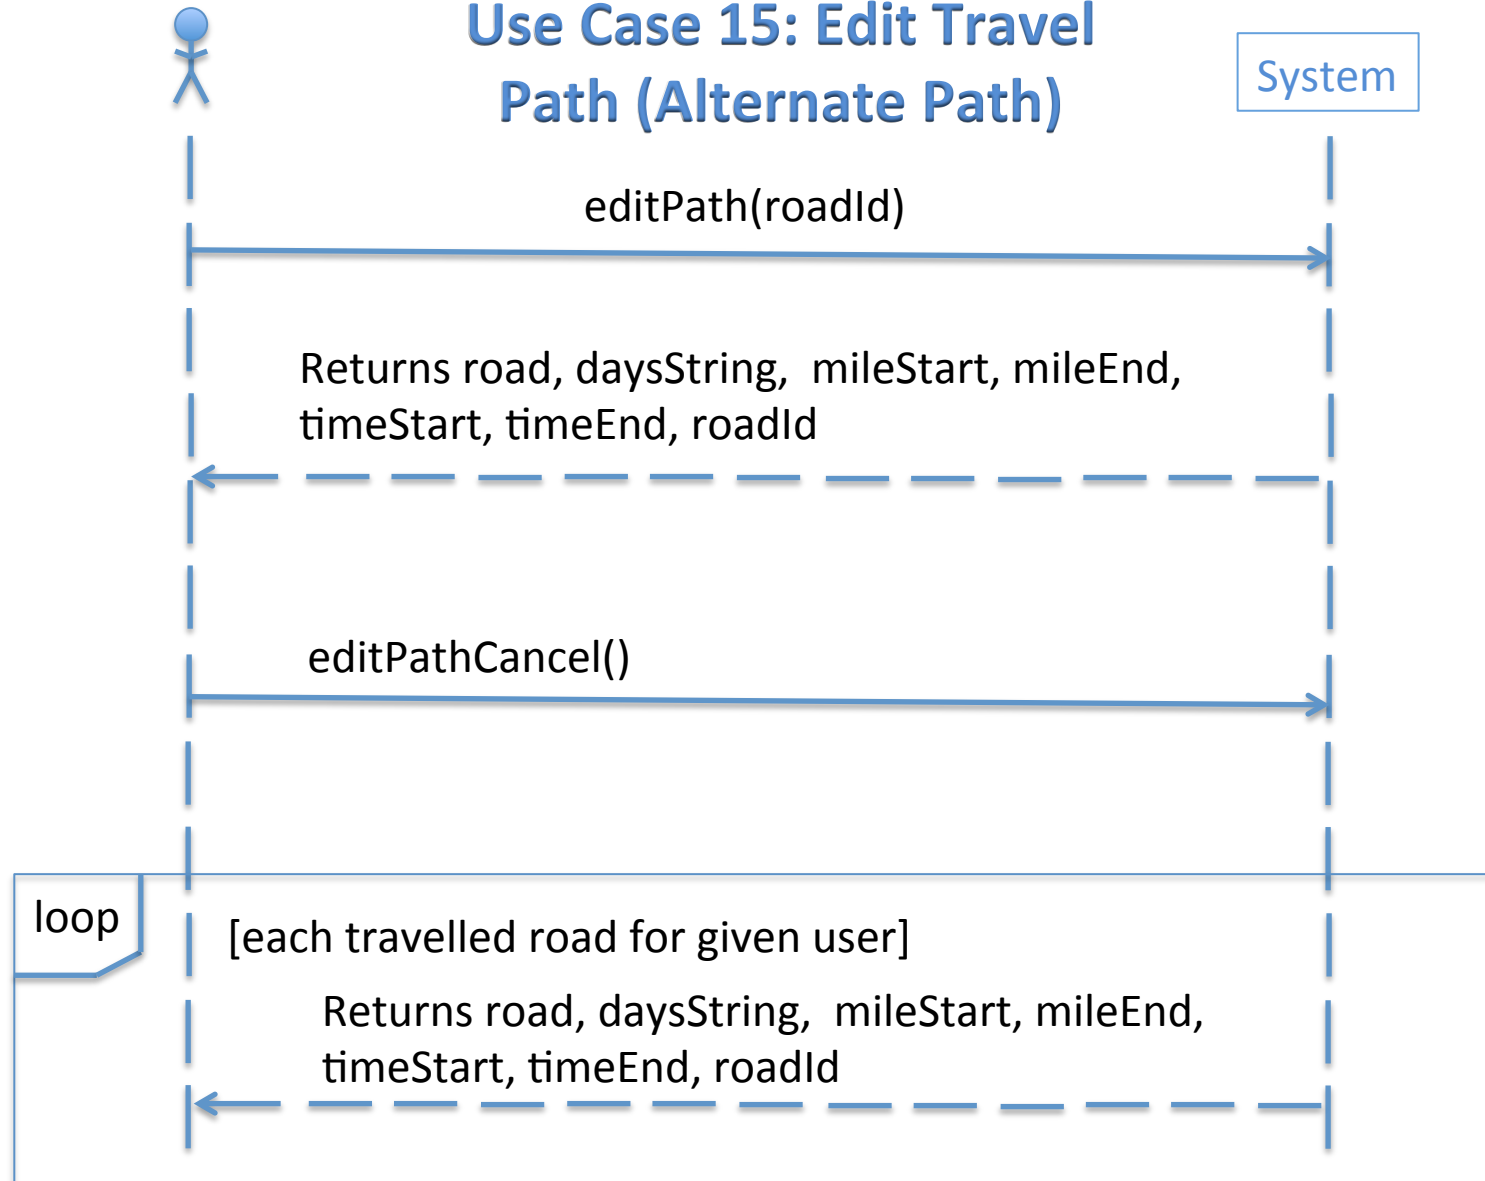 Use Case 15: Edit Travel
Path (Alternate Path)
System
editPath(roadId)
Returns road, daysString,  mileStart, mileEnd,
timeStart, timeEnd, roadId
editPathCancel()
loop
[each travelled road for given user]
Returns road, daysString,  mileStart, mileEnd,
timeStart, timeEnd, roadId